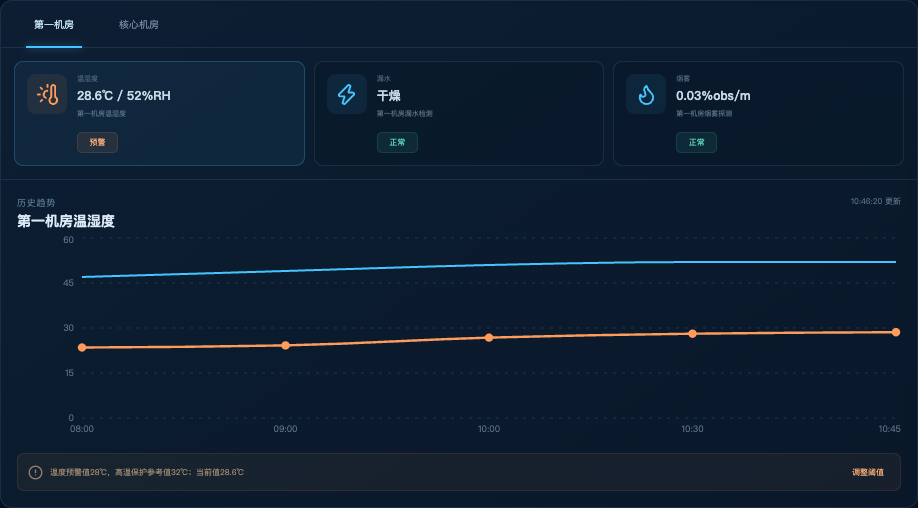 第一机房
核心机房
温湿度
28.6℃ / 52%RH
第一机房温湿度
预警
漏水
干燥
第一机房漏水检测
正常
烟雾
0.03%obs/m
第一机房烟雾探测
正常
历史趋势
第一机房温湿度
10:46:20 更新
60
45
30
15
0
08:00
09:00
10:00
10:30
10:45
温度预警值28℃，高温保护参考值32℃；当前值28.6℃
调整阈值